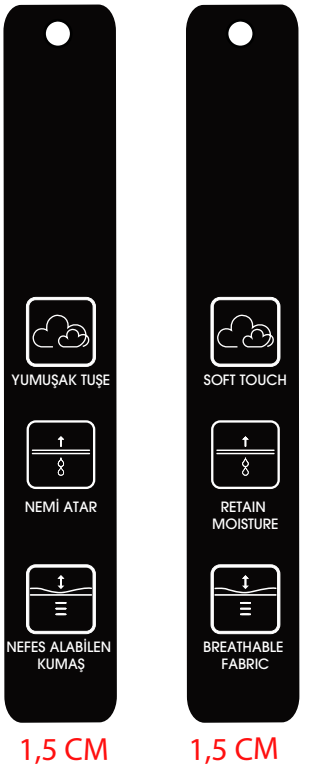 YUMUŞAK TUŞE
NEMİ ATAR
NEFES ALABİLEN
KUMAŞ
1,5 CM
SOFT TOUCH
RETAIN
MOISTURE
BREATHABLE
FABRIC
1,5 CM